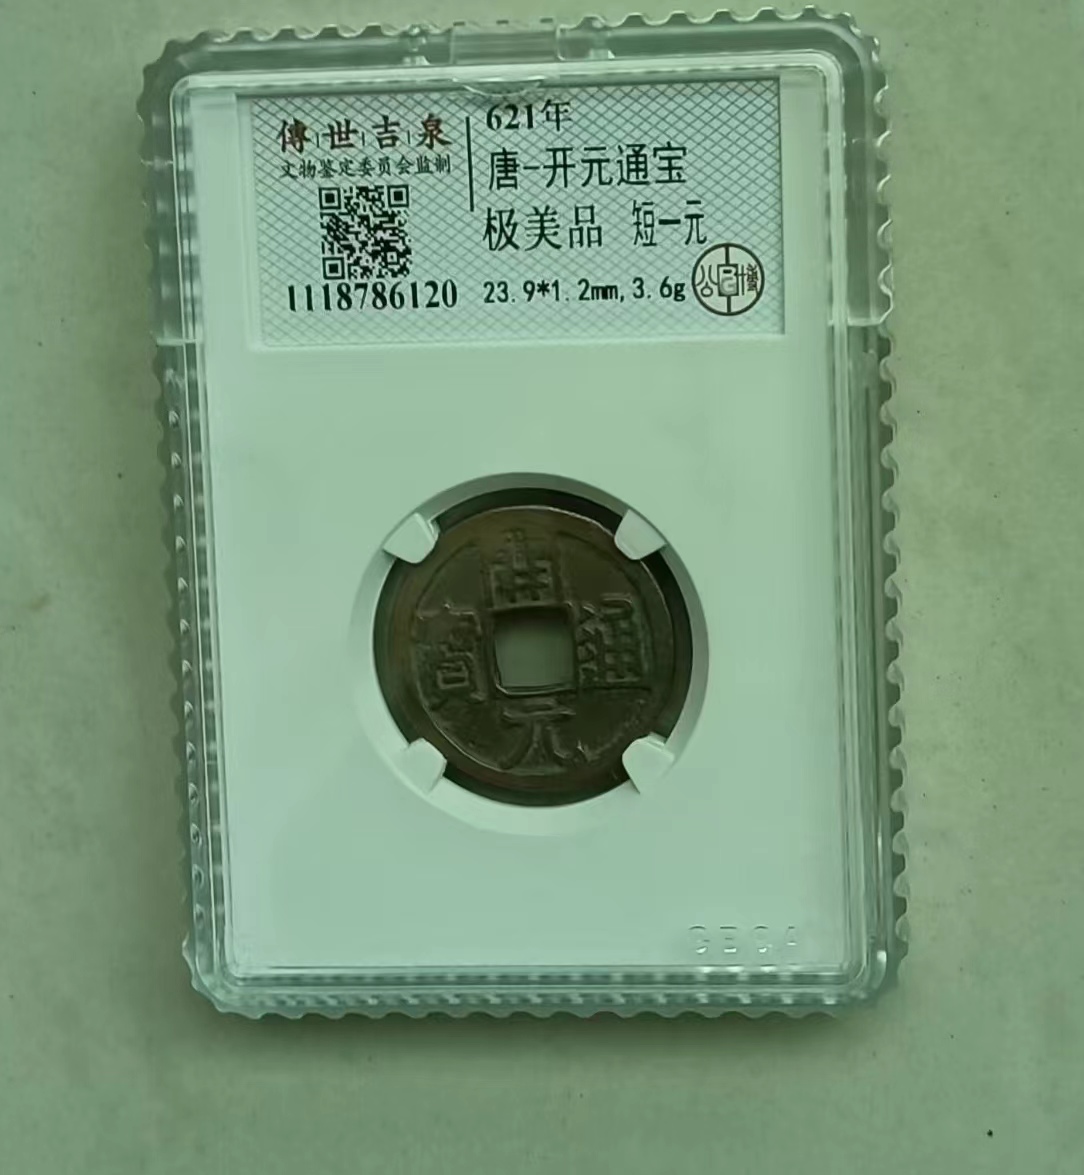 傳世吉泉
文物鉴定委员会监制
1118786120
621年
唐-开元通宝
极美品 短一元
23.9*1.2mm,3.6g
公博
開元通寶